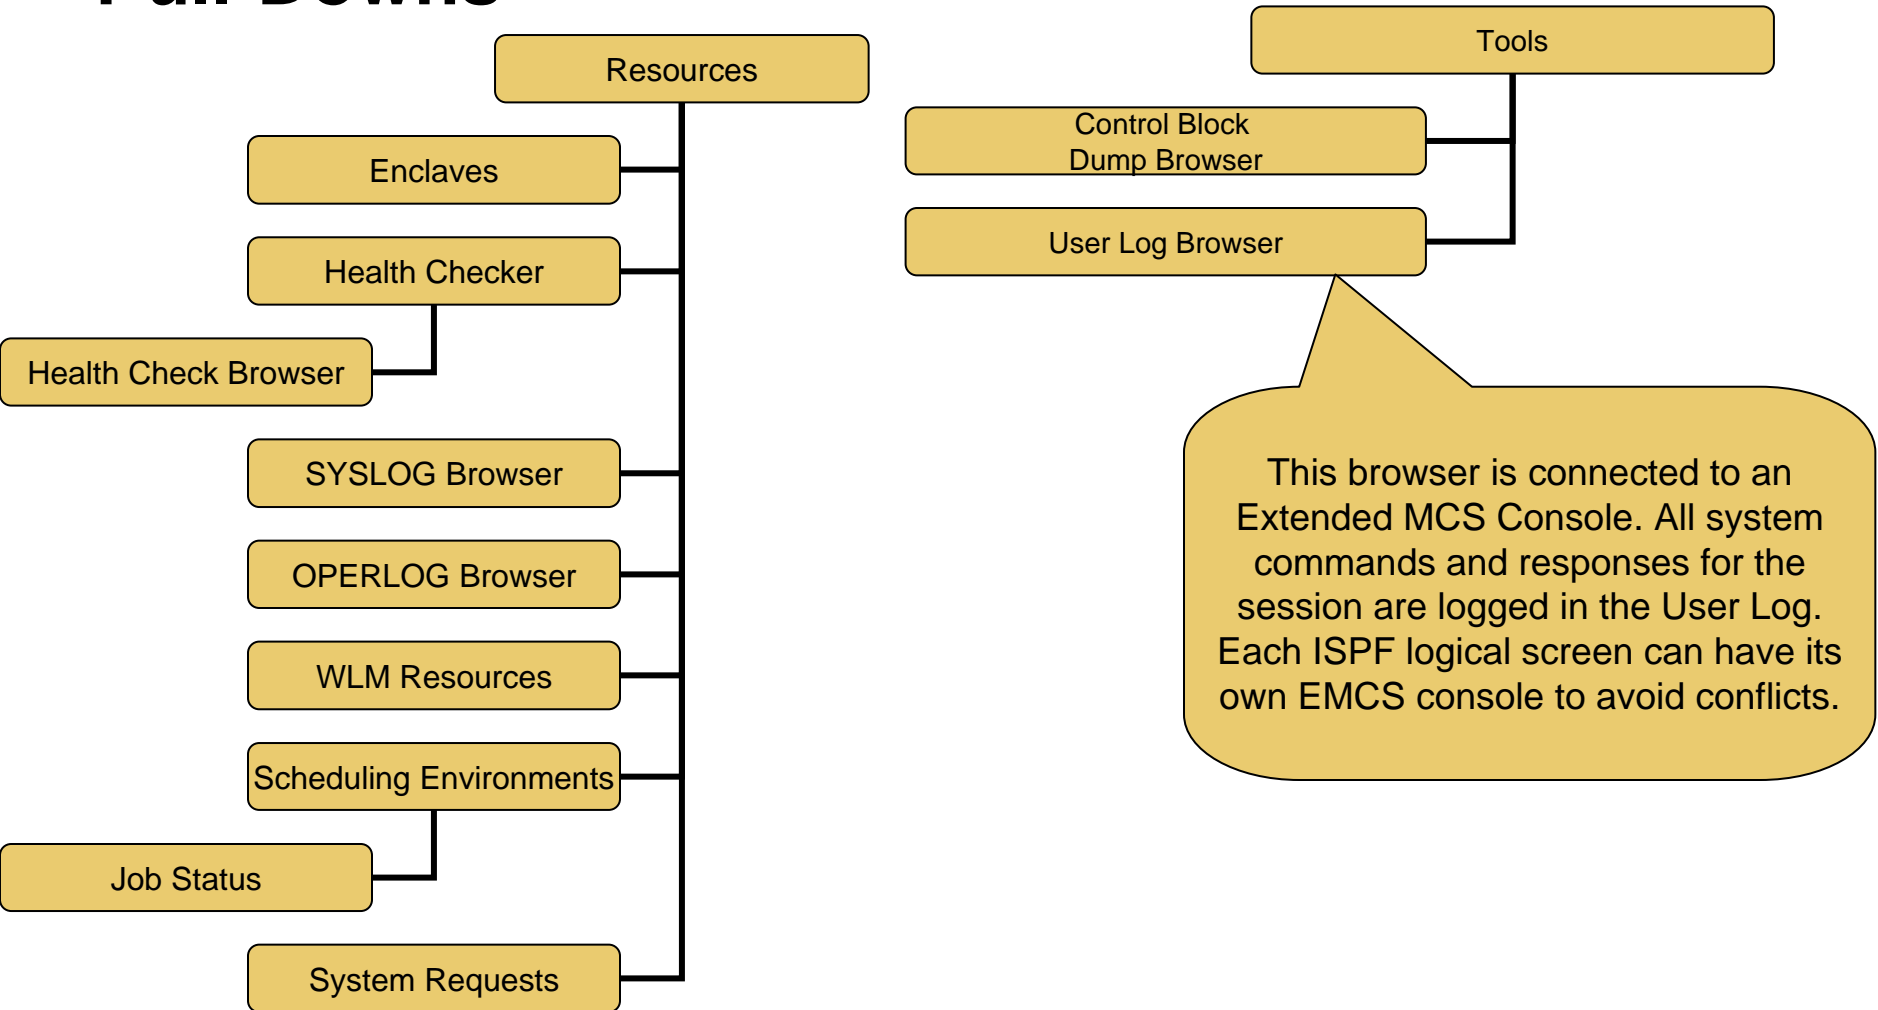 Pull-Downs
Resources
Enclaves
Health Checker
Health Check Browser
SYSLOG Browser
OPERLOG Browser
WLM Resources
Scheduling Environments
Job Status
System Requests
Tools
Control Block
Dump Browser
User Log Browser
This browser is connected to an
Extended MCS Console. All system
commands and responses for the
session are logged in the User Log.
Each ISPF logical screen can have its
own EMCS console to avoid conflicts.